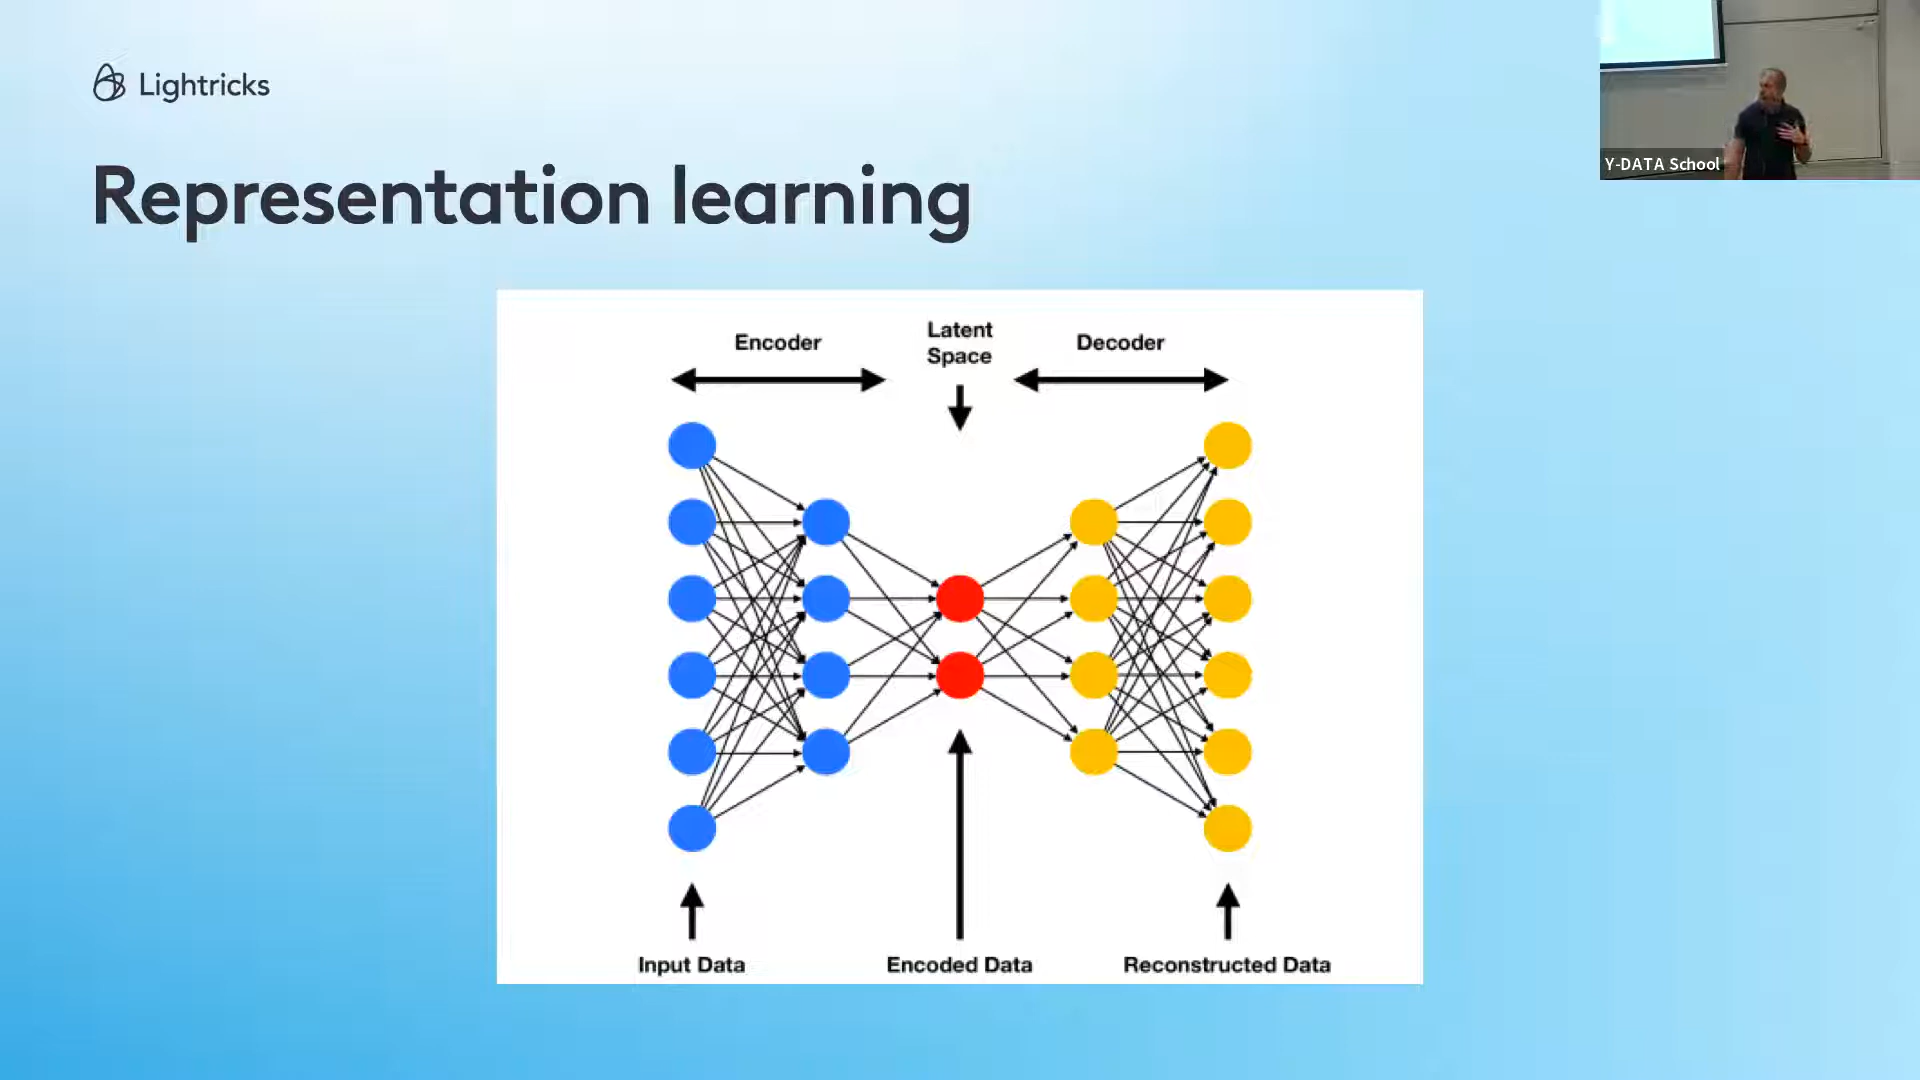 Lightricks
Y-DATA School
Representation learning
Encoder
Latent
Space
Decoder
Input Data
Encoded Data
Reconstructed Data